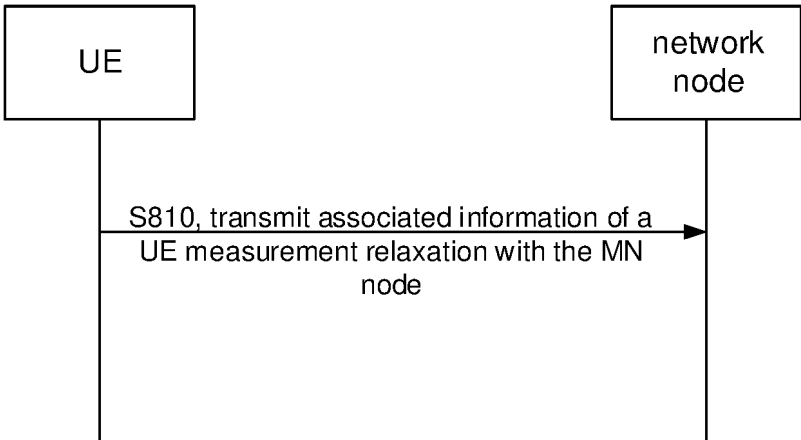 UE
network
node
S810, transmit associated information of a
UE measurement relaxation with the MN
node